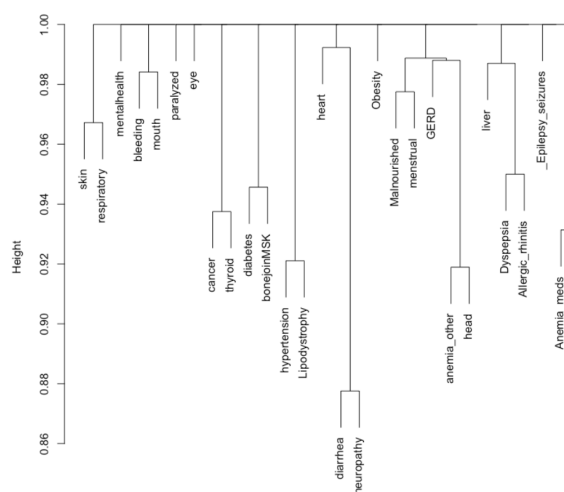 1.00
0.98
0.96
0.94
0.92
0.90
0.88
0.86
Height
skin
respiratory
mentalhealth
bleeding
mouth
paralyzed
eye
cancer
thyroid
diabetes
bonejoinMSK
hypertension
Lipodystrophy
heart
diarrhea
neuropathy
Obesity
Malnourished
menstrual
GERD
anemia_other
head
liver
Dyspepsia
Allergic_rhinitis
_Epilepsy_seizures
Anemia_meds